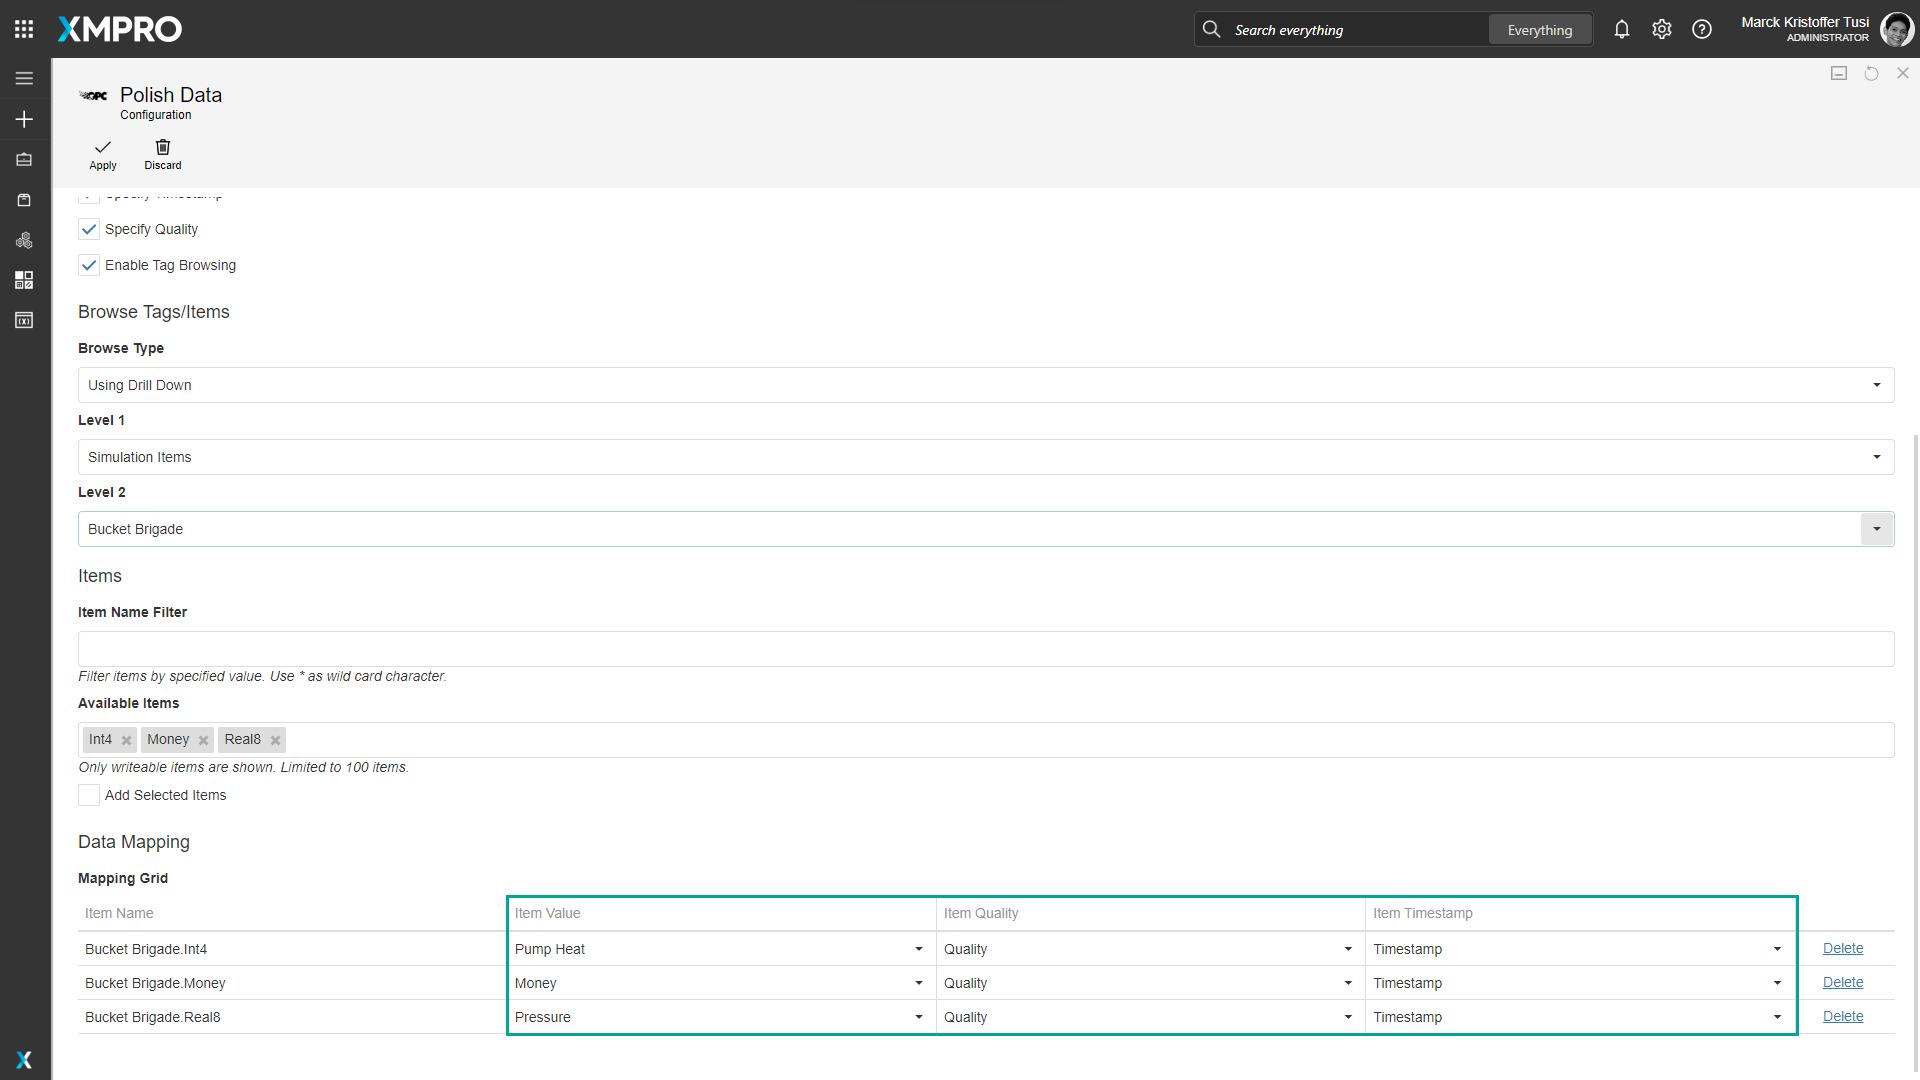 XMPRO
Search everything
Everything
Marck Kristoffer Tusi
ADMINISTRATOR
OPC
Polish Data
Configuration
Apply
Discard
Specify Timestamp
Specify Quality
Enable Tag Browsing
Browse Tags/Items
Browse Type
Using Drill Down
Level 1
Simulation Items
Level 2
Bucket Brigade
Items
Item Name Filter
Filter items by specified value. Use * as wild card character.
Available Items
Int4 Money Real8
Only writeable items are shown. Limited to 100 items.
Add Selected Items
Data Mapping
Mapping Grid
Item Name Item Value Item Quality Item Timestamp
Bucket Brigade.Int4 Pump Heat Quality Timestamp Delete
Bucket Brigade.Money Money Quality Timestamp Delete
Bucket Brigade.Real8 Pressure Quality Timestamp Delete
X